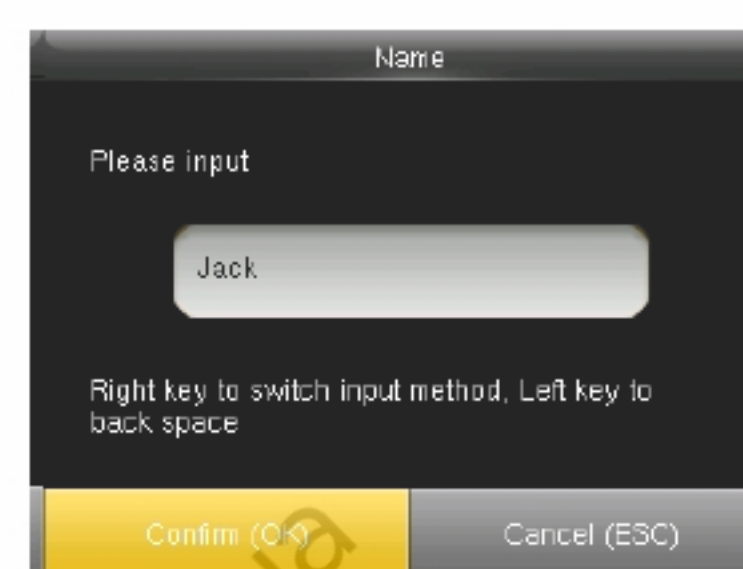 Name
Please input
Jack
Right key to switch input method, Left key to
back space
Confirm (OK)
Cancel (ESC)